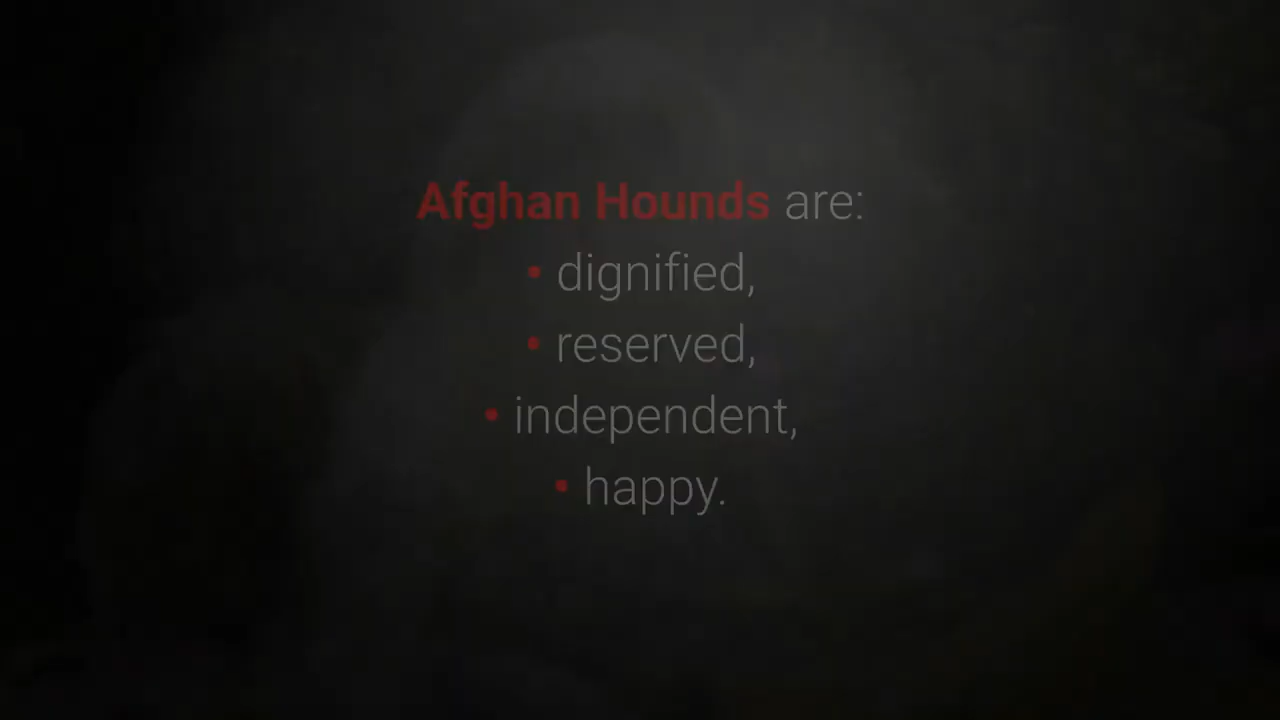 Afghan Hounds are:
• dignified,
• reserved,
• independent,
• happy.